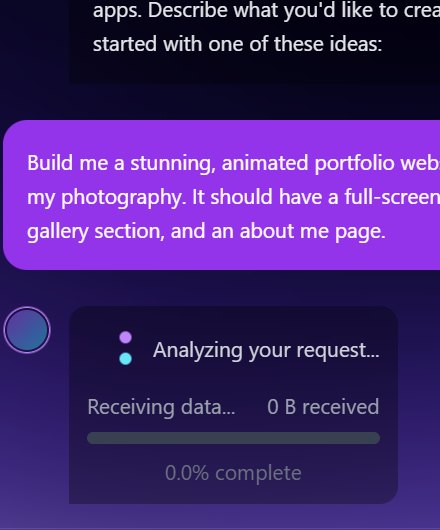 apps. Describe what you'd like to crea
started with one of these ideas:
Build me a stunning, animated portfolio web
my photography. It should have a full-screen
gallery section, and an about me page.
Analyzing your request...
Receiving data... 0 B received
0.0% complete